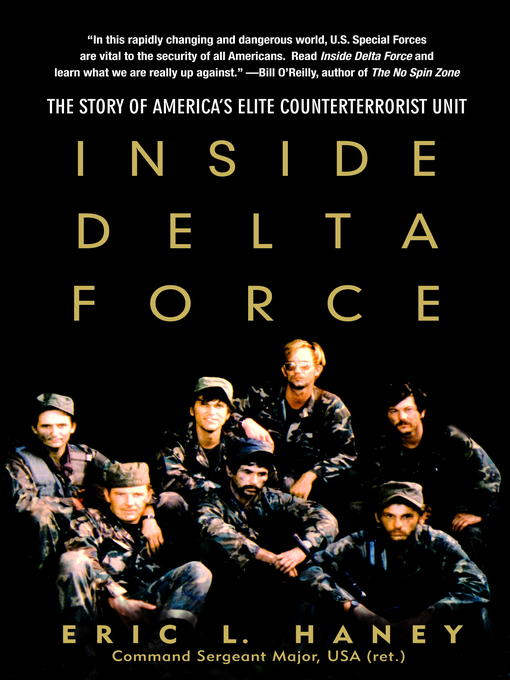 “In this rapidly changing and dangerous world, U.S. Special Forces
are vital to the security of all Americans. Read Inside Delta Force and
learn what we are really up against.” —Bill O’Reilly, author of The No Spin Zone
THE STORY OF AMERICA’S ELITE COUNTERTERRORIST UNIT
INSIDE
DELTA
FORCE
ERIC L. HANEY
Command Sergeant Major, USA (ret.)